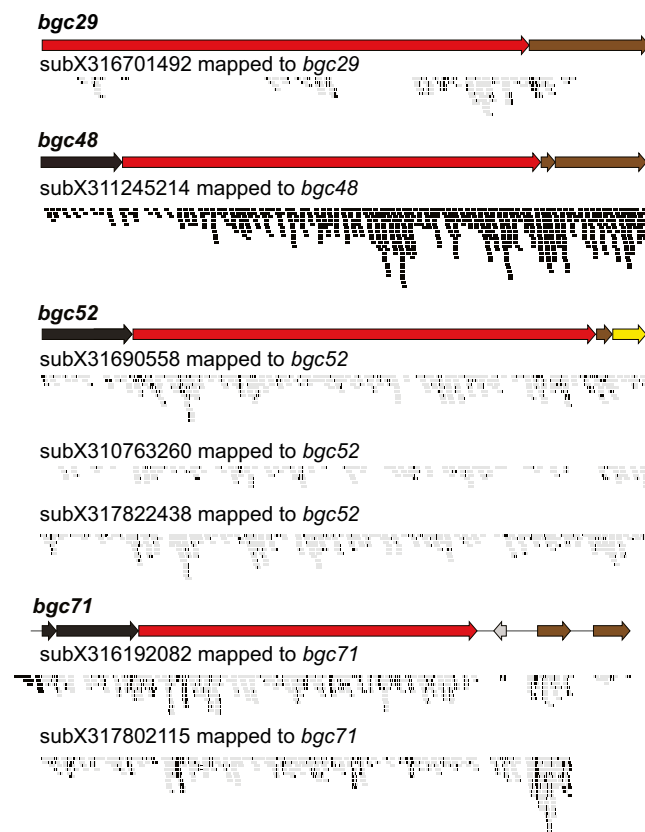 bgc29
subX316701492 mapped to bgc29
bgc48
subX311245214 mapped to bgc48
bgc52
subX31690558 mapped to bgc52
subX310763260 mapped to bgc52
subX317822438 mapped to bgc52
bgc71
subX316192082 mapped to bgc71
subX317802115 mapped to bgc71